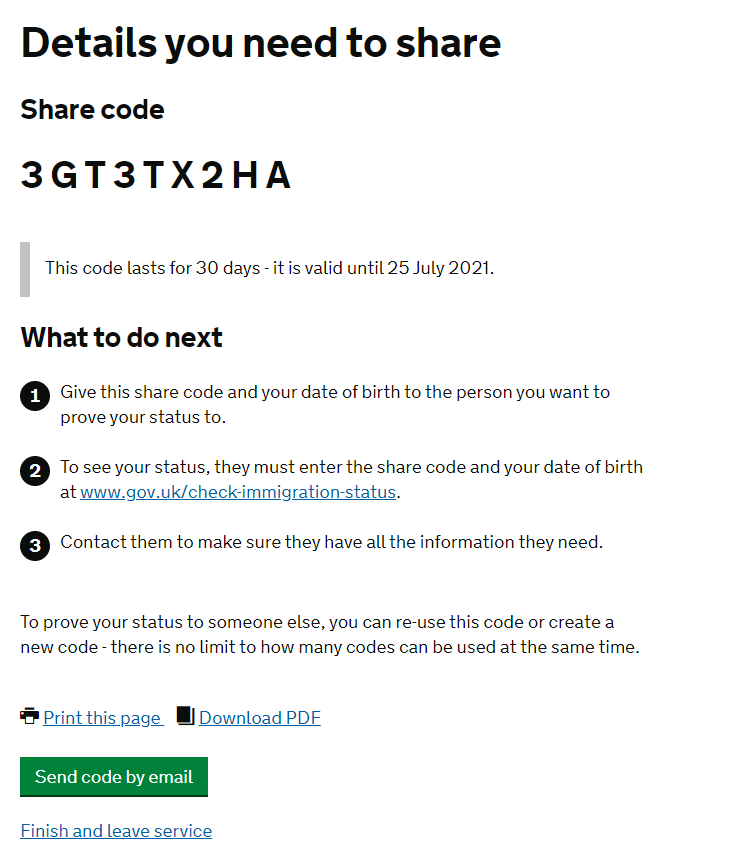 Details you need to share
Share code
3GT3TX2HA
This code lasts for 30 days - it is valid until 25 July 2021.
What to do next
1 Give this share code and your date of birth to the person you want to
prove your status to.
2 To see your status, they must enter the share code and your date of birth
at www.gov.uk/check-immigration-status.
3 Contact them to make sure they have all the information they need.
To prove your status to someone else, you can re-use this code or create a
new code - there is no limit to how many codes can be used at the same time.
Print this page Download PDF
Send code by email
Finish and leave service